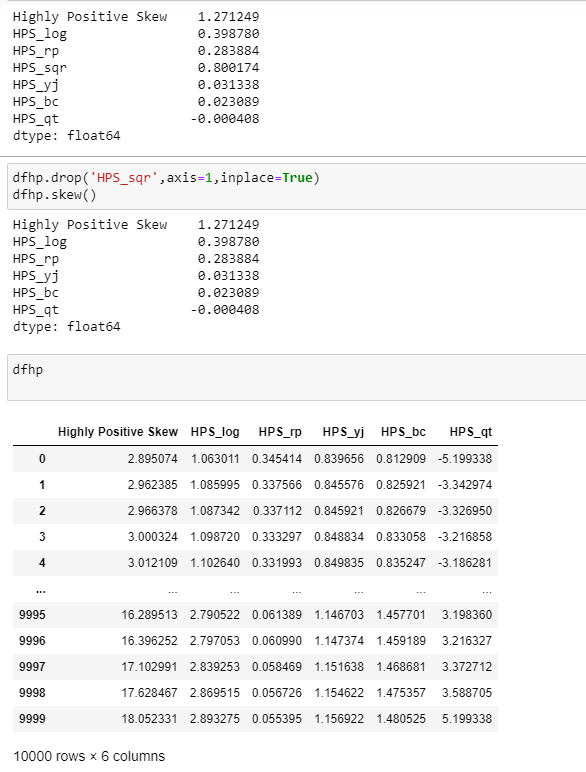 Highly Positive Skew    1.271249
HPS_log                 0.398780
HPS_rp                  0.283884
HPS_sqr                 0.800174
HPS_yj                  0.031338
HPS_bc                  0.023089
HPS_qt                 -0.000408
dtype: float64
dfhp.drop('HPS_sqr',axis=1,inplace=True)
dfhp.skew()
Highly Positive Skew    1.271249
HPS_log                 0.398780
HPS_rp                  0.283884
HPS_yj                  0.031338
HPS_bc                  0.023089
HPS_qt                 -0.000408
dtype: float64
dfhp
Highly Positive Skew HPS_log HPS_rp HPS_yj HPS_bc HPS_qt
0 2.895074 1.063011 0.345414 0.839656 0.812909 -5.199338
1 2.962385 1.085995 0.337566 0.845576 0.825921 -3.342974
2 2.966378 1.087342 0.337112 0.845921 0.826679 -3.326950
3 3.000324 1.098720 0.333297 0.848834 0.833058 -3.216858
4 3.012109 1.102640 0.331993 0.849835 0.835247 -3.186281
... ... ... ... ... ... ...
9995 16.289513 2.790522 0.061389 1.146703 1.457701 3.198360
9996 16.396252 2.797053 0.060990 1.147374 1.459189 3.216327
9997 17.102991 2.839253 0.058469 1.151638 1.468681 3.372712
9998 17.628467 2.869515 0.056726 1.154622 1.475357 3.588705
9999 18.052331 2.893275 0.055395 1.156922 1.480525 5.199338
10000 rows × 6 columns